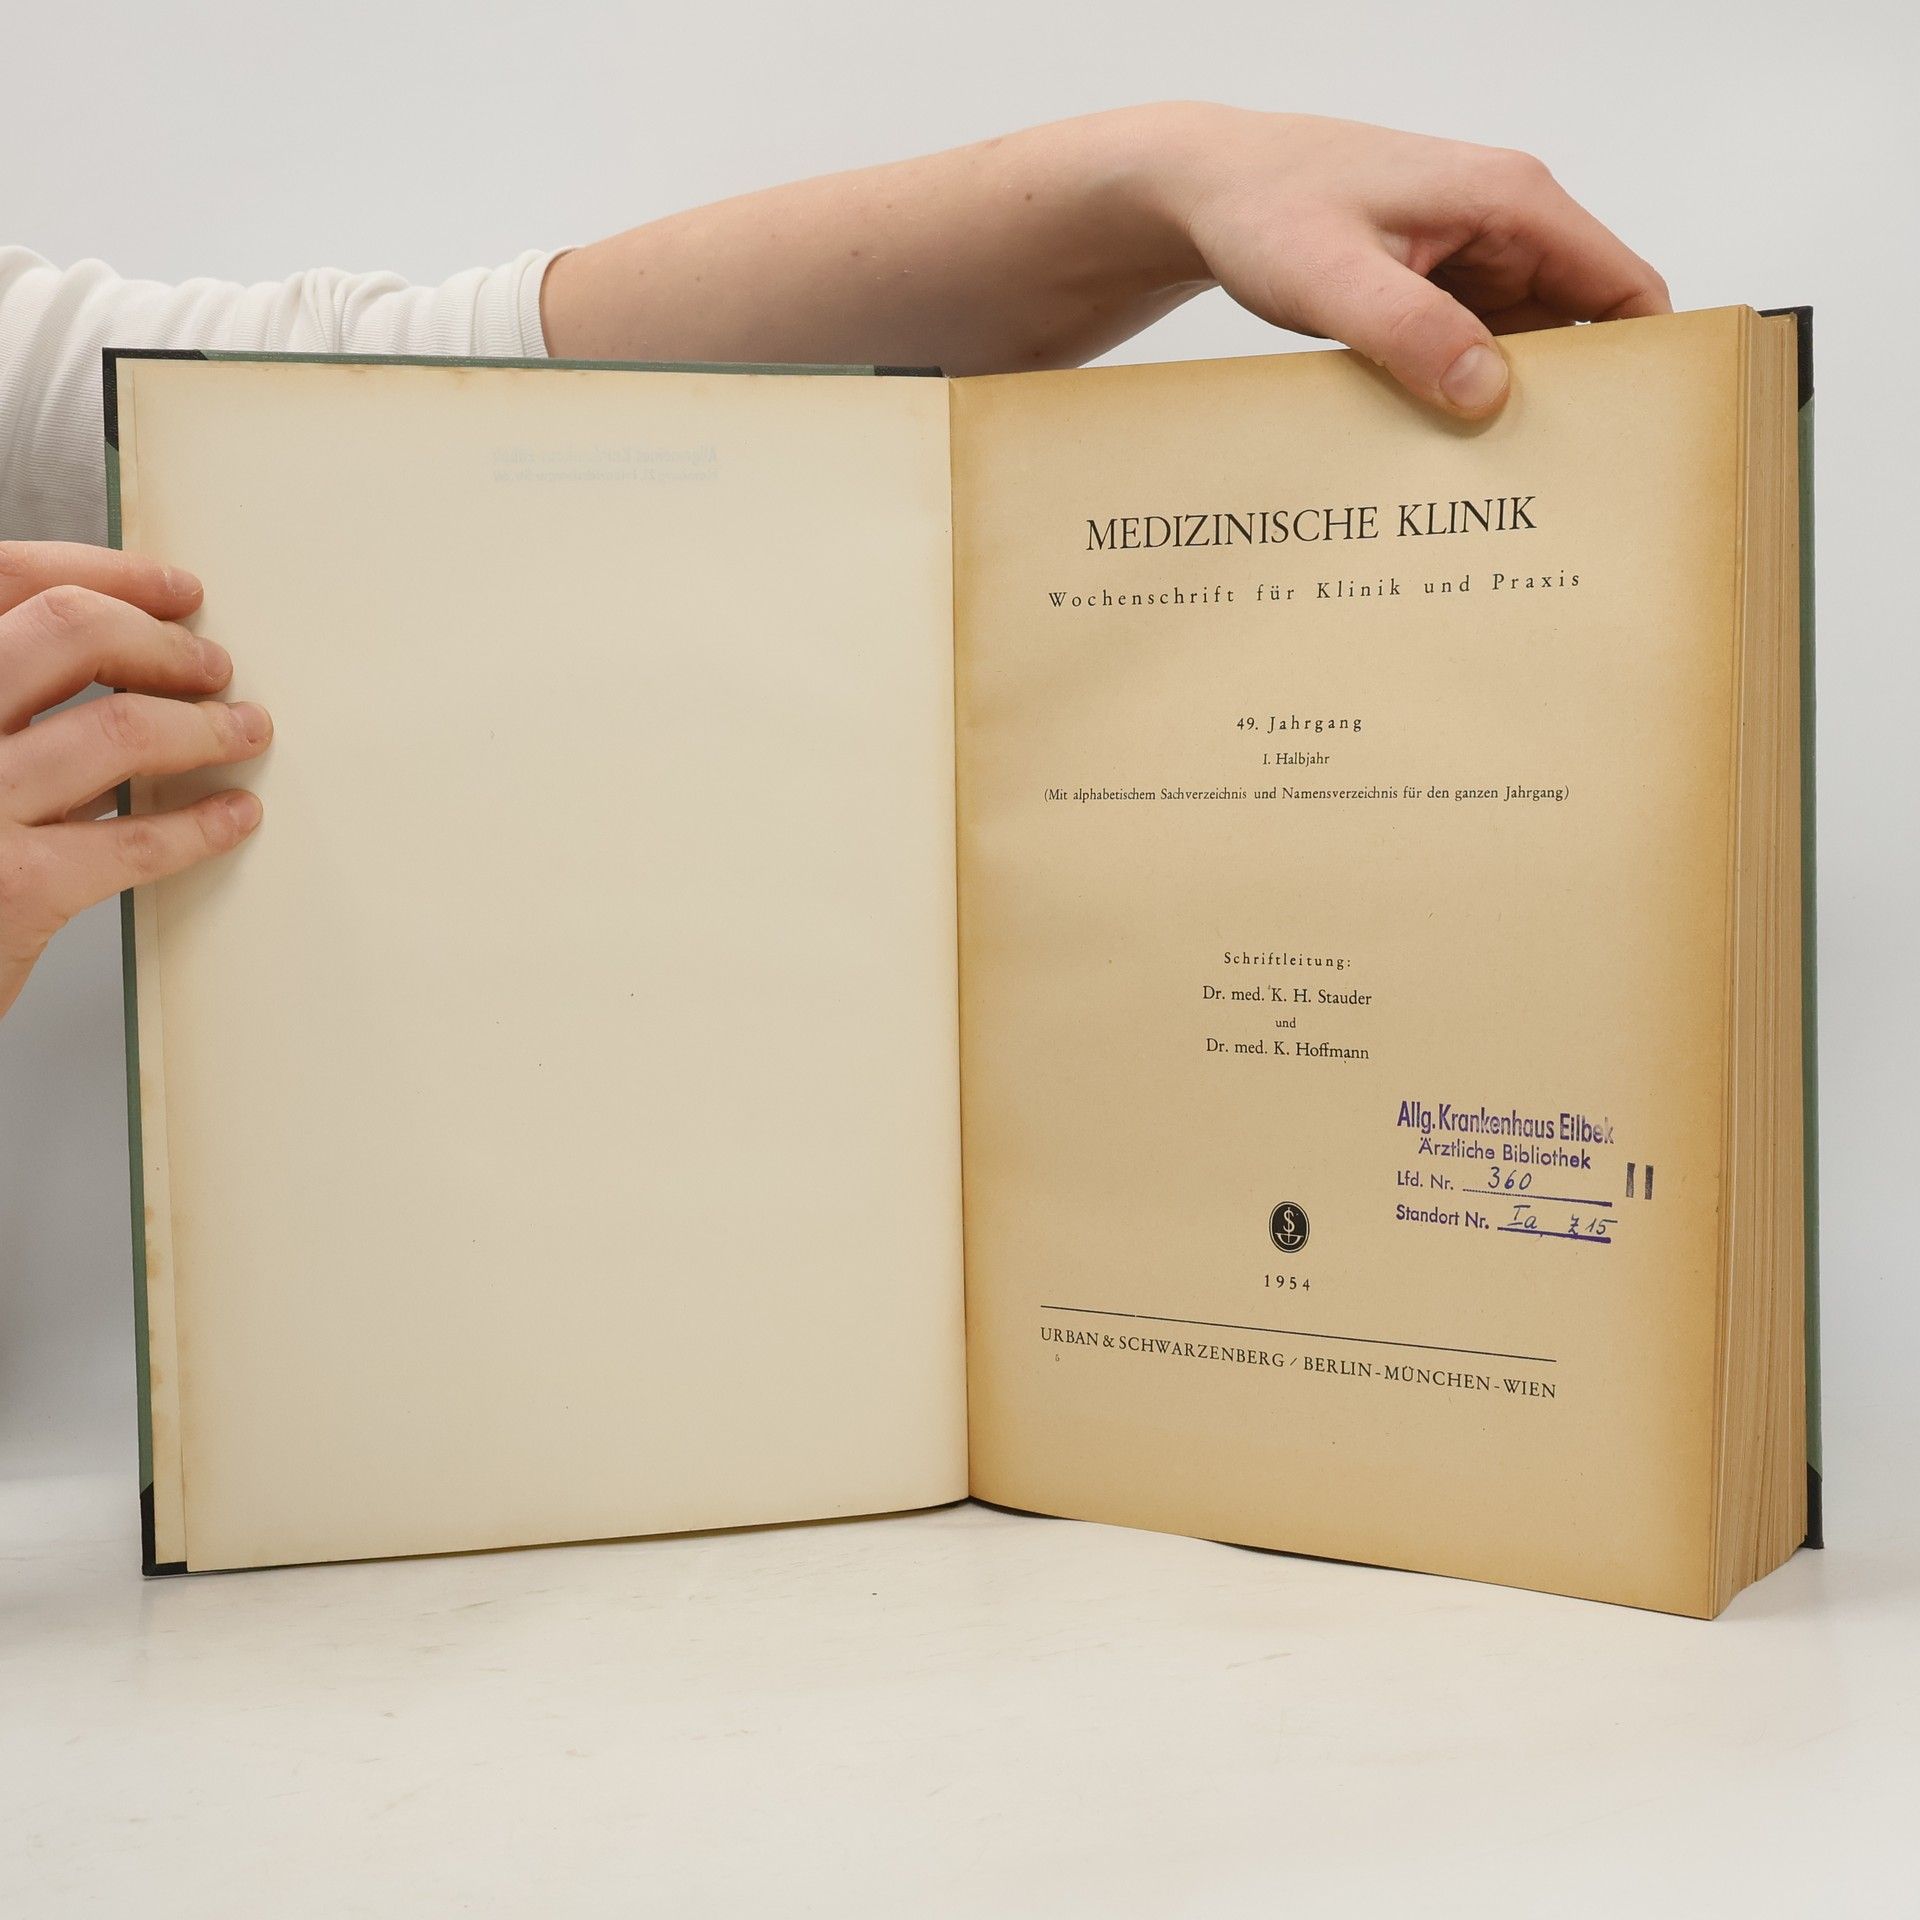 MEDIZINISCHE KLINIK
Wochenschrift für Klinik und Praxis
49. Jahrgang
I. Halbjahr
(Mit alphabetischem Sachverzeichnis und Namensverzeichnis für den ganzen Jahrgang)
Schriftleitung:
Dr. med. K. H. Stauder
und
Dr. med. K. Hoffmann
Allg. Krankenhaus Eilbek
Ärztliche Bibliothek
Lfd. Nr. 360
II
Standort Nr. Ia, Z 15
1954
URBAN & SCHWARZENBERG / BERLIN-MÜNCHEN-WIEN